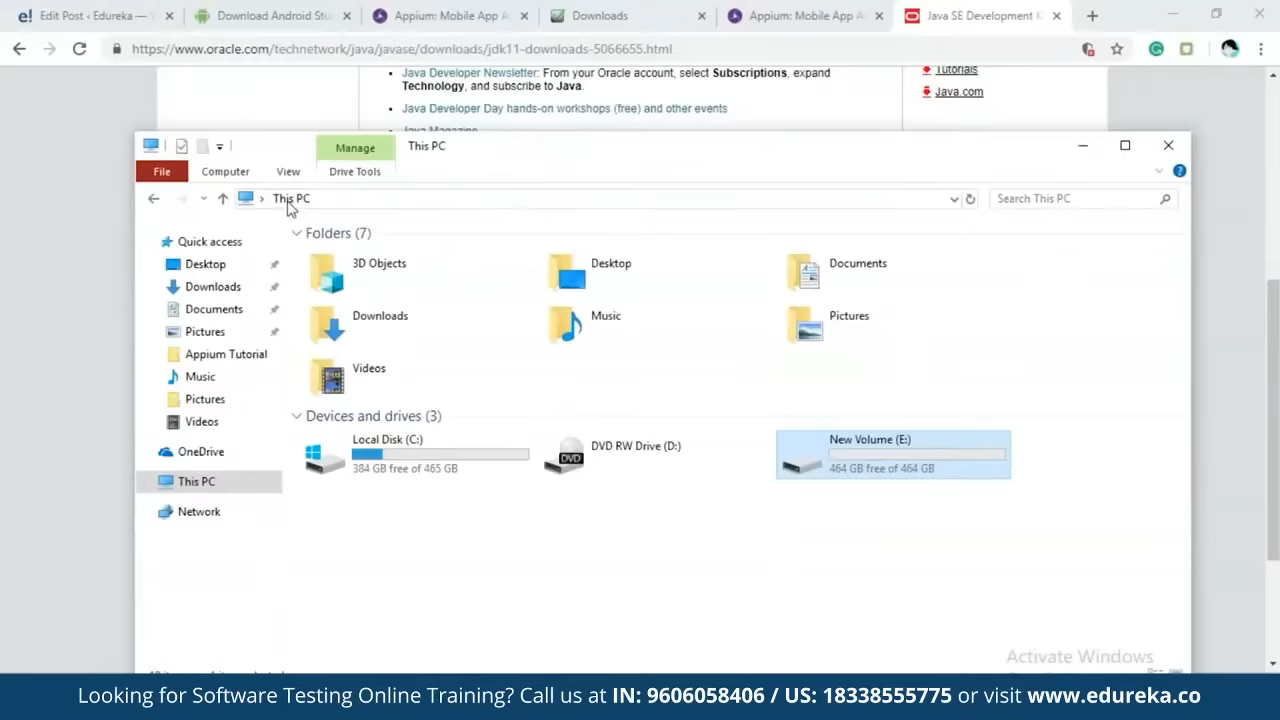 Edit Post ‹ Edureka —
Download Android Stu
Appium: Mobile App A
Downloads
Appium: Mobile App A
Java SE Development K
https://www.oracle.com/technetwork/java/javase/downloads/jdk11-downloads-5066655.html
Java Developer Newsletter: From your Oracle account, select Subscriptions, expand
Technology, and subscribe to Java.
Java Developer Day hands-on workshops (free) and other events
Java Magazine
Tutorials
Java.com
Manage
This PC
File
Computer
View
Drive Tools
This PC
Search This PC
Quick access
Desktop
Downloads
Documents
Pictures
Appium Tutorial
Music
Pictures
Videos
OneDrive
This PC
Network
Folders (7)
3D Objects
Desktop
Documents
Downloads
Music
Pictures
Videos
Devices and drives (3)
Local Disk (C:)
384 GB free of 465 GB
DVD
DVD RW Drive (D:)
New Volume (E:)
464 GB free of 464 GB
Activate Windows
Looking for Software Testing Online Training? Call us at IN: 9606058406 / US: 18338555775 or visit www.edureka.co